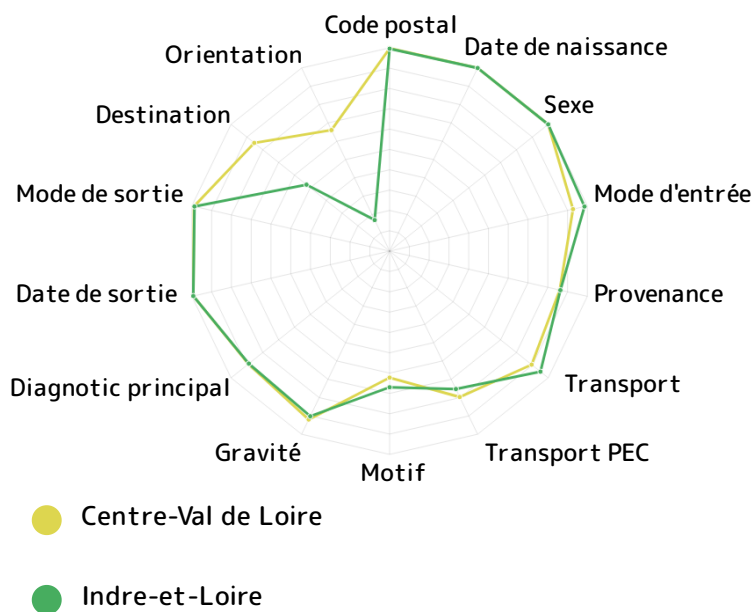 Code postal
Date de naissance
Sexe
Mode d'entrée
Provenance
Transport
Transport PEC
Motif
Gravité
Diagnotic principal
Date de sortie
Mode de sortie
Destination
Orientation
Centre-Val de Loire
Indre-et-Loire